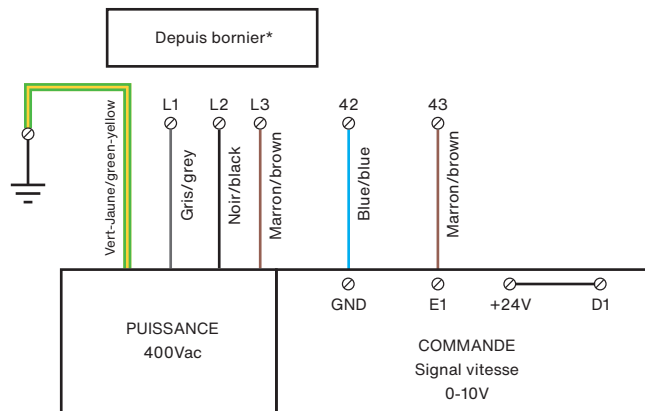 Depuis bornier*
L1
L2
L3
42
43
Vert-Jaune/green-yellow
Gris/grey
Noir/black
Marron/brown
Blue/blue
Marron/brown
GND
E1
+24V
D1
PUISSANCE
400Vac
COMMANDE
Signal vitesse
0-10V